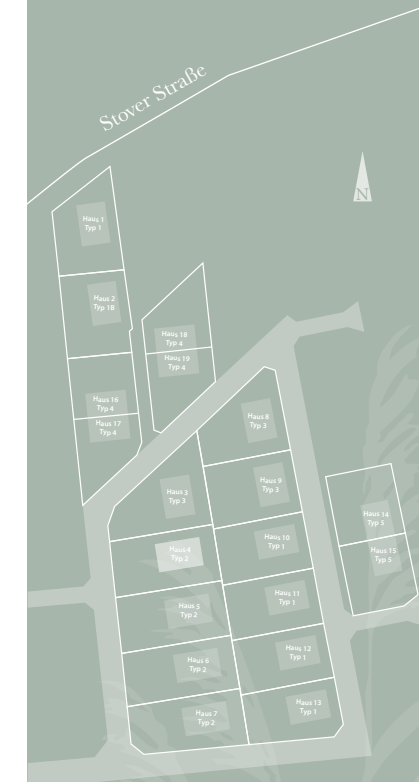 Stover Straße
N
Haus 1
Typ 1
Haus 2
Typ 1B
Haus 18
Typ 4
Haus 19
Typ 4
Haus 16
Typ 4
Haus 17
Typ 4
Haus 8
Typ 3
Haus 9
Typ 3
Haus 3
Typ 3
Haus 14
Typ 5
Haus 10
Typ 1
Haus 4
Typ 2
Haus 15
Typ 5
Haus 11
Typ 1
Haus 5
Typ 2
Haus 12
Typ 1
Haus 6
Typ 2
Haus 13
Typ 1
Haus 7
Typ 2